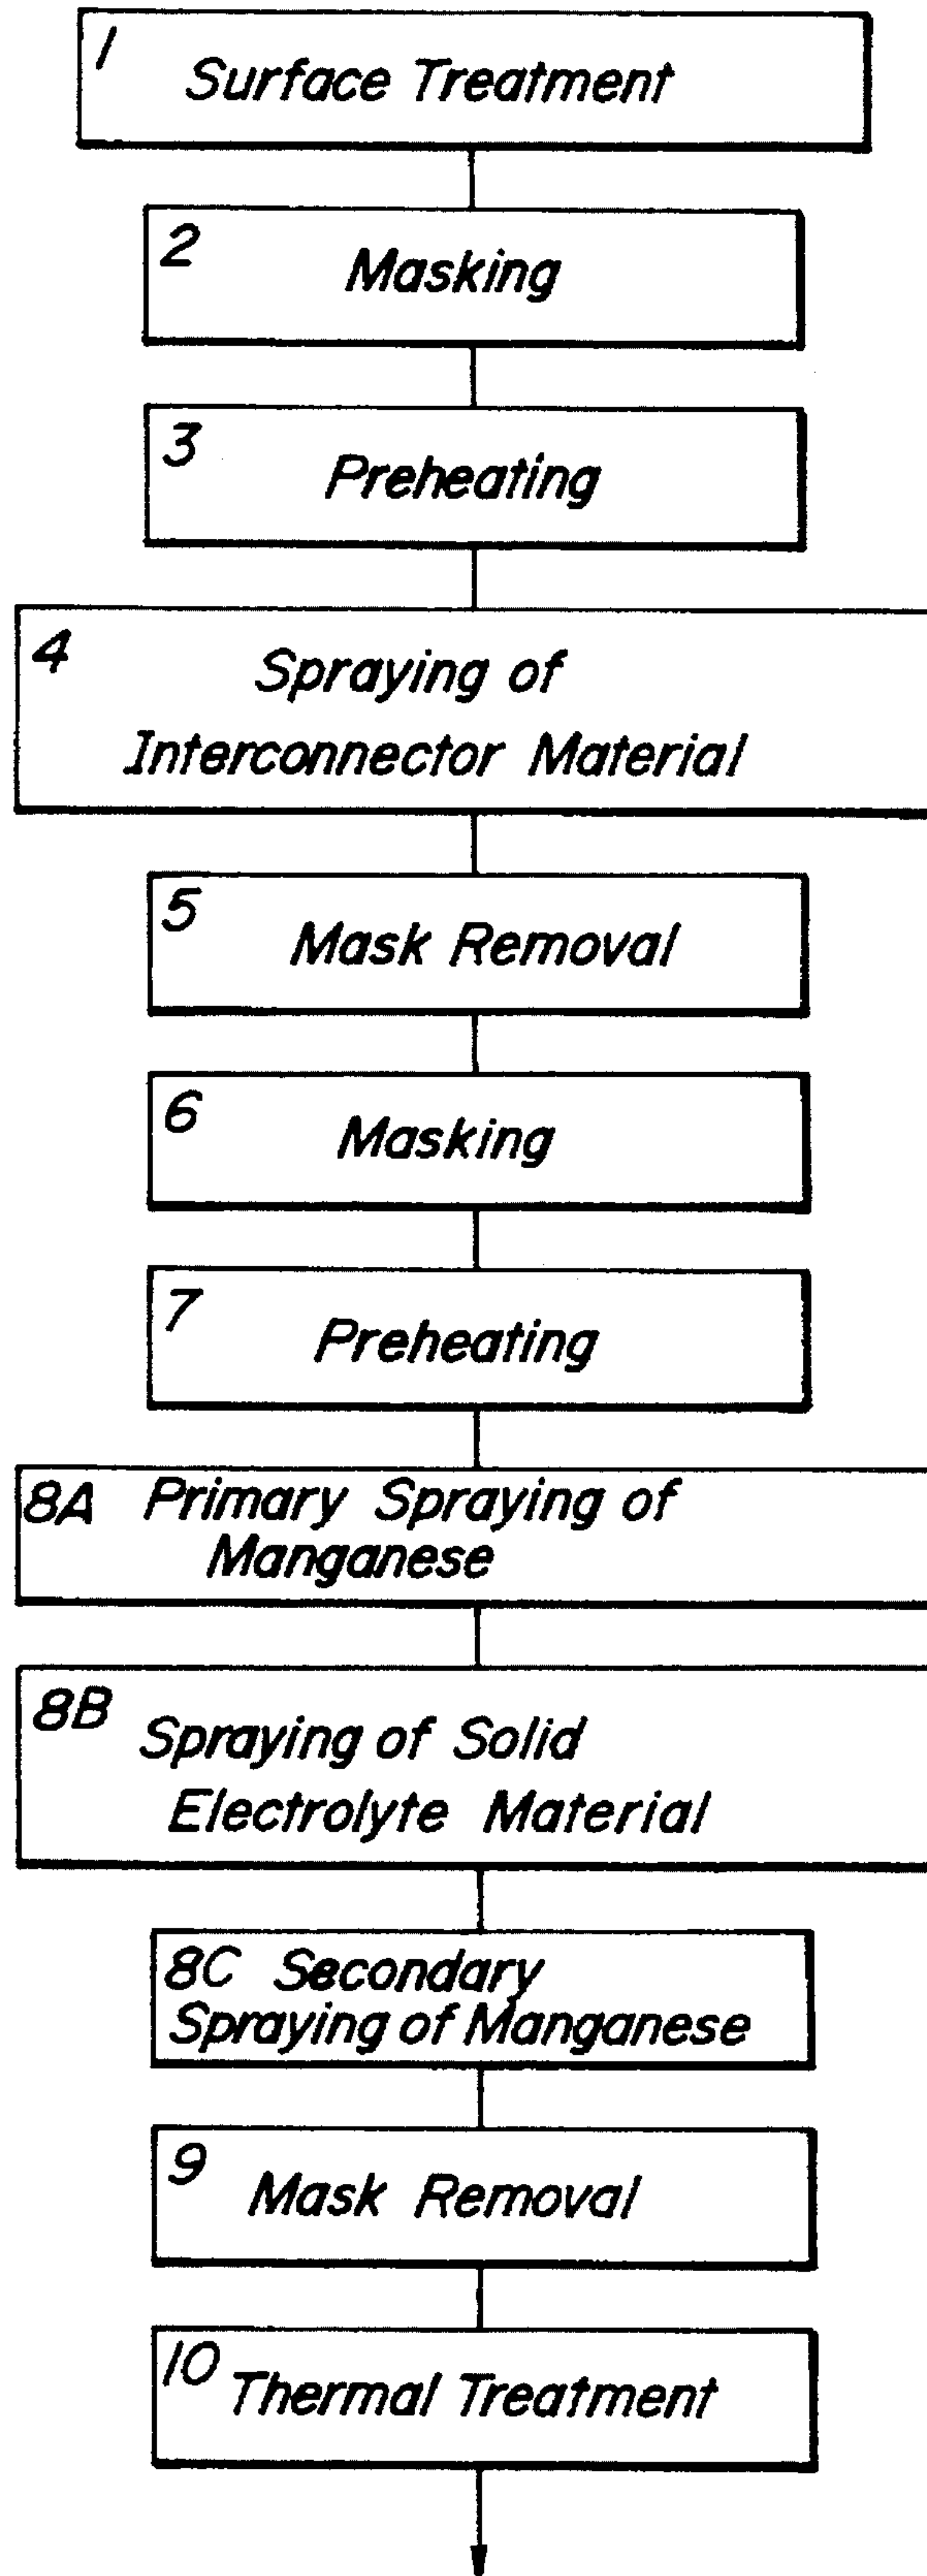 1 Surface Treatment
2 Masking
3 Preheating
4 Spraying of
Interconnector Material
5 Mask Removal
6 Masking
7 Preheating
8A Primary Spraying of
Manganese
8B Spraying of Solid
Electrolyte Material
8C Secondary
Spraying of Manganese
9 Mask Removal
10 Thermal Treatment